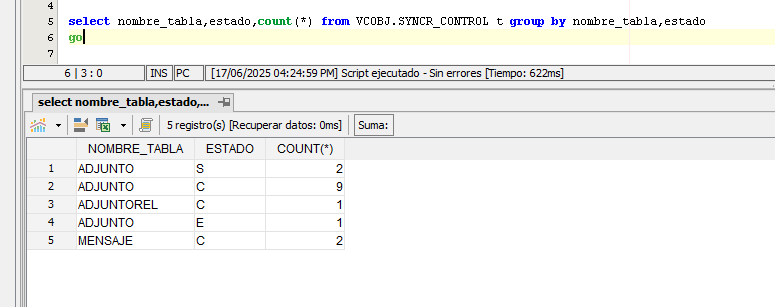 4
5 select nombre_tabla,estado,count(*) from VCOBJ.SYNCR_CONTROL t group by nombre_tabla,estado
6 go
7
6 | 3 : 0 INS PC [17/06/2025 04:24:59 PM] Script ejecutado - Sin errores [Tiempo: 622ms]
select nombre_tabla,estado,...
5 registro(s) [Recuperar datos: 0ms] Suma:
NOMBRE_TABLA ESTADO COUNT(*)
1 ADJUNTO S 2
2 ADJUNTO C 9
3 ADJUNTOREL C 1
4 ADJUNTO E 1
5 MENSAJE C 2